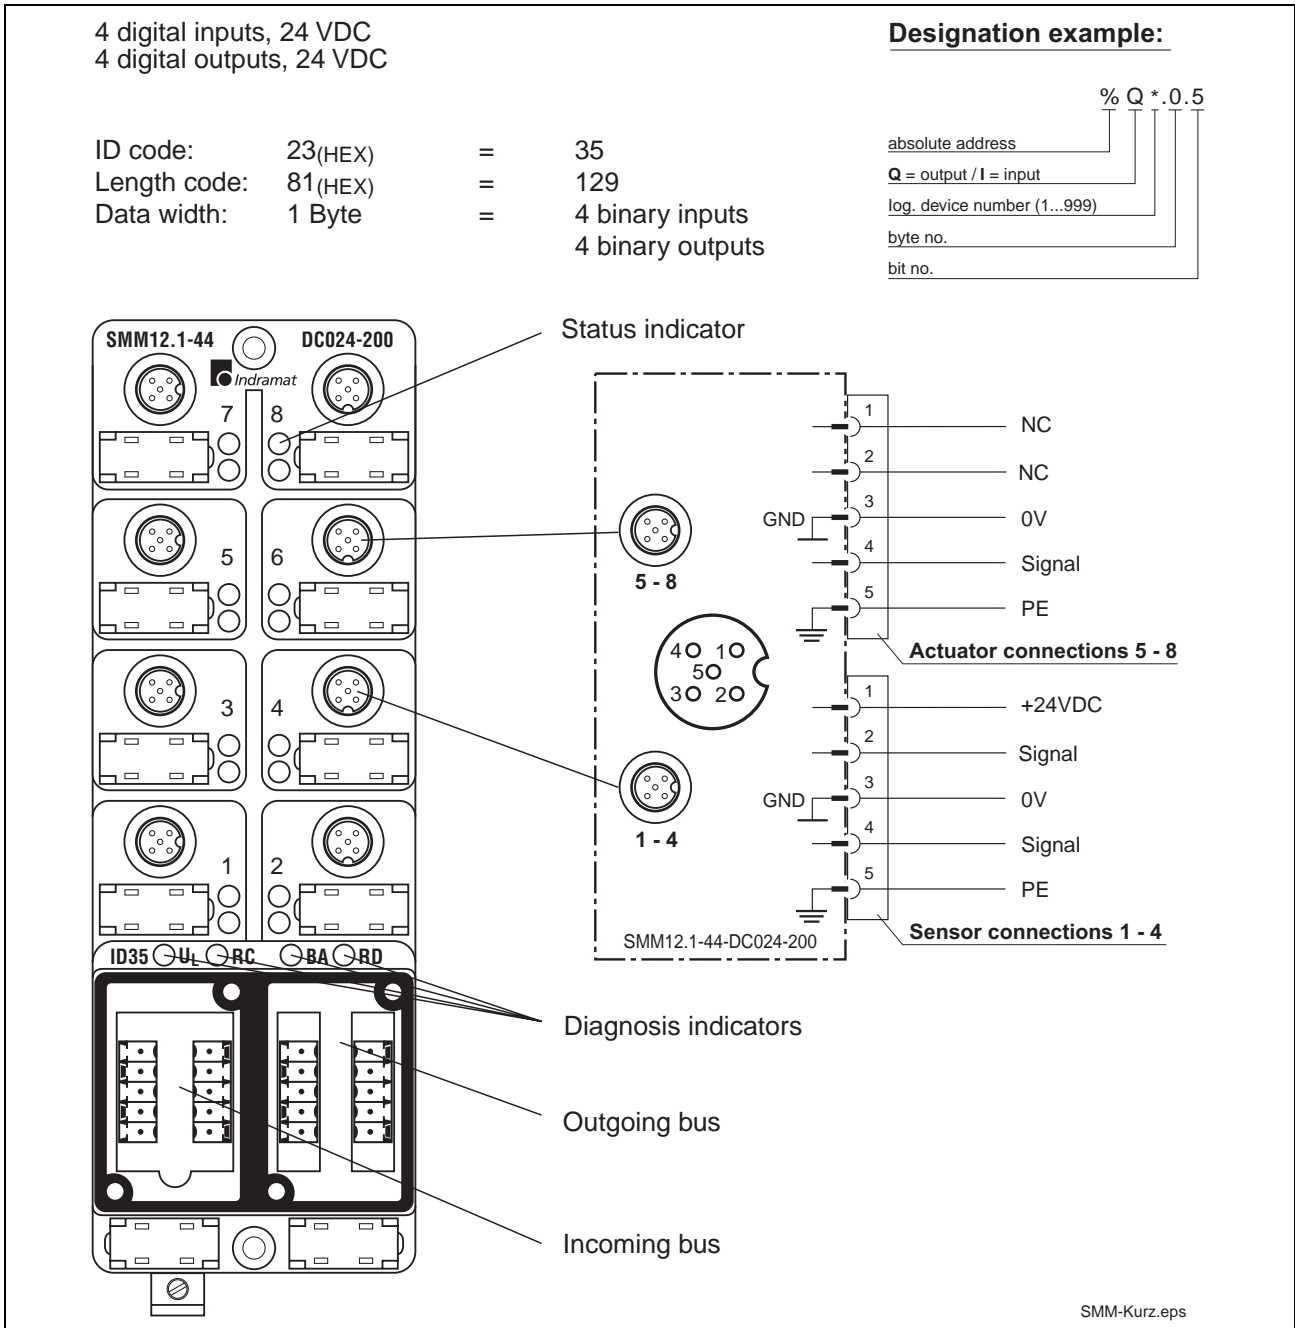 4 digital inputs, 24 VDC
4 digital outputs, 24 VDC
Designation example:
% Q *.0.5
absolute address
Q = output / I = input
log. device number (1...999)
byte no.
bit no.
ID code: 23(HEX) = 35
Length code: 81(HEX) = 129
Data width: 1 Byte = 4 binary inputs
4 binary outputs
SMM12.1-44 DC024-200
Indramat
7 8
5 6
3 4
1 2
ID35 UL RC BA RD
Status indicator
5 - 8
4 1
5
3 2
1 - 4
SMM12.1-44-DC024-200
1 NC
2 NC
GND 3 0V
4 Signal
5 PE
Actuator connections 5 - 8
1 +24VDC
2 Signal
GND 3 0V
4 Signal
5 PE
Sensor connections 1 - 4
Diagnosis indicators
Outgoing bus
Incoming bus
SMM-Kurz.eps